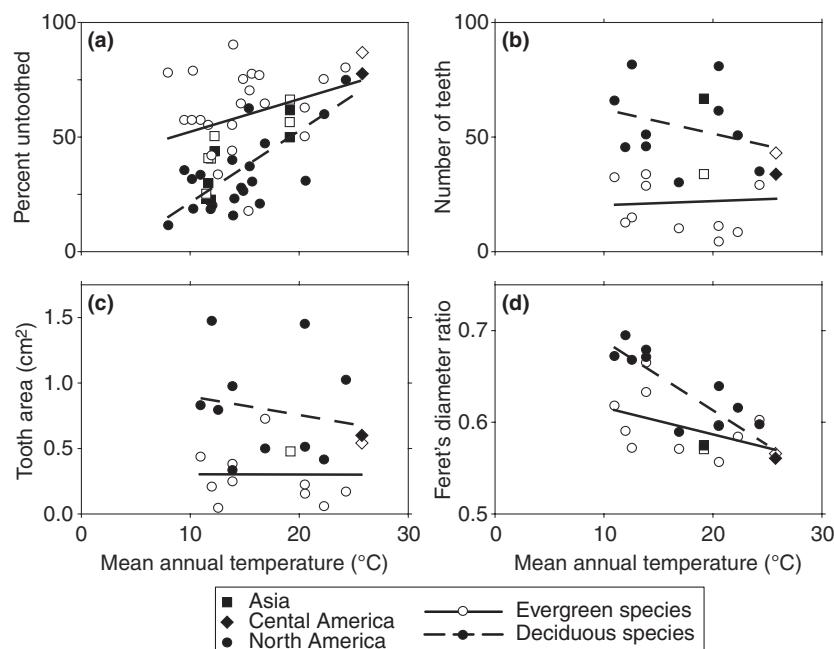 (a)
Percent untoothed
100
50
0
(b)
Number of teeth
100
50
0
(c)
Tooth area (cm²)
1.5
1.0
0.5
0.0
0 10 20 30
Mean annual temperature (°C)
(d)
Feret's diameter ratio
0.7
0.6
0.5
0 10 20 30
Mean annual temperature (°C)
Asia
Cental America
North America
Evergreen species
Deciduous species